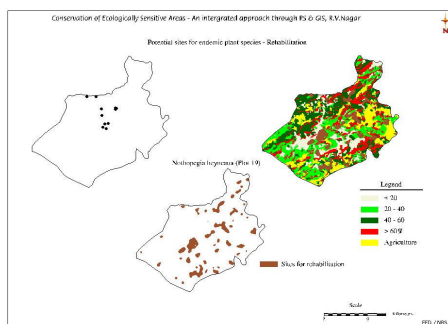 Conservation of Ecologically Sensitive Areas - An intergrated approach through RS & GIS, R.V.Nagar
N
Potential sites for endemic plant species - Rehabilitation
Nothopegia heyneana (Plot 19)
Legend
< 20
20 - 40
40 - 60
> 60%
Agriculture
Sites for rehabilitation
Scale